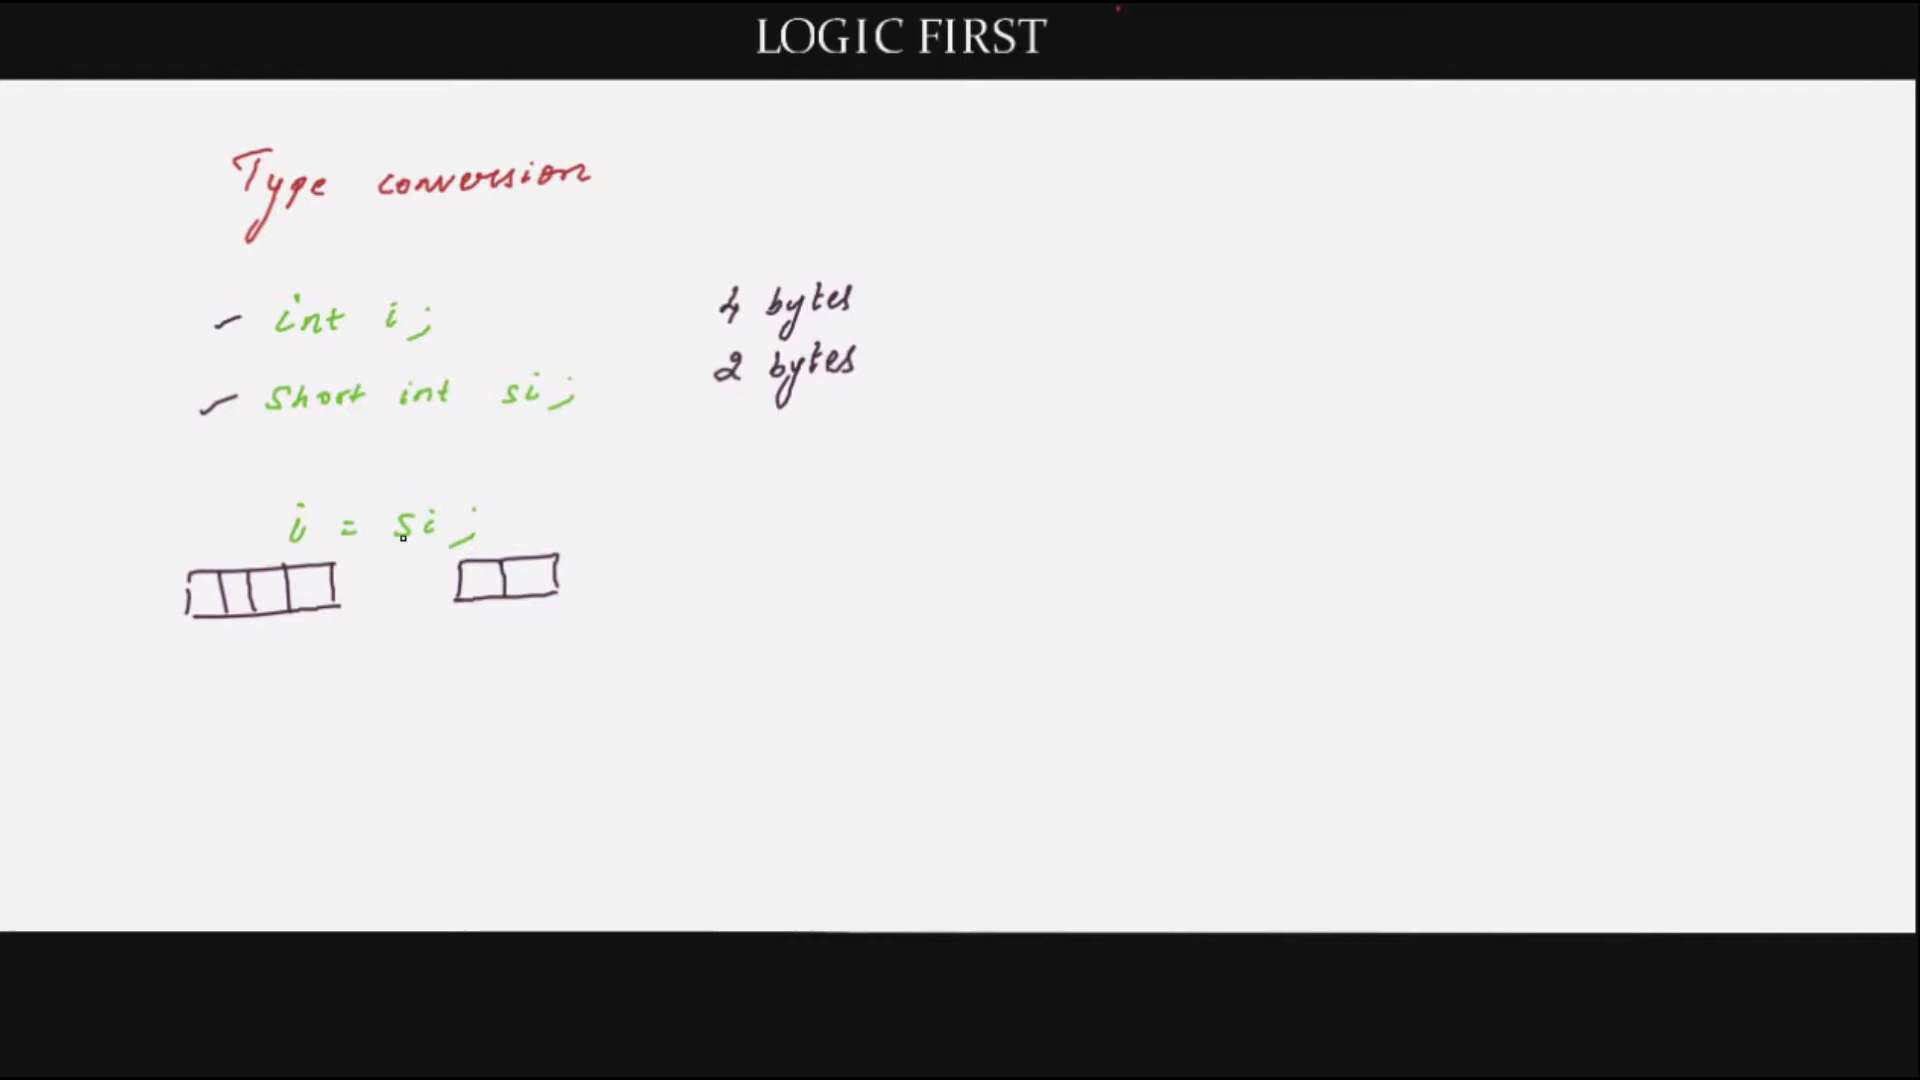 LOGIC FIRST
Type conversion
int i; 4 bytes
short int si; 2 bytes
i = si;